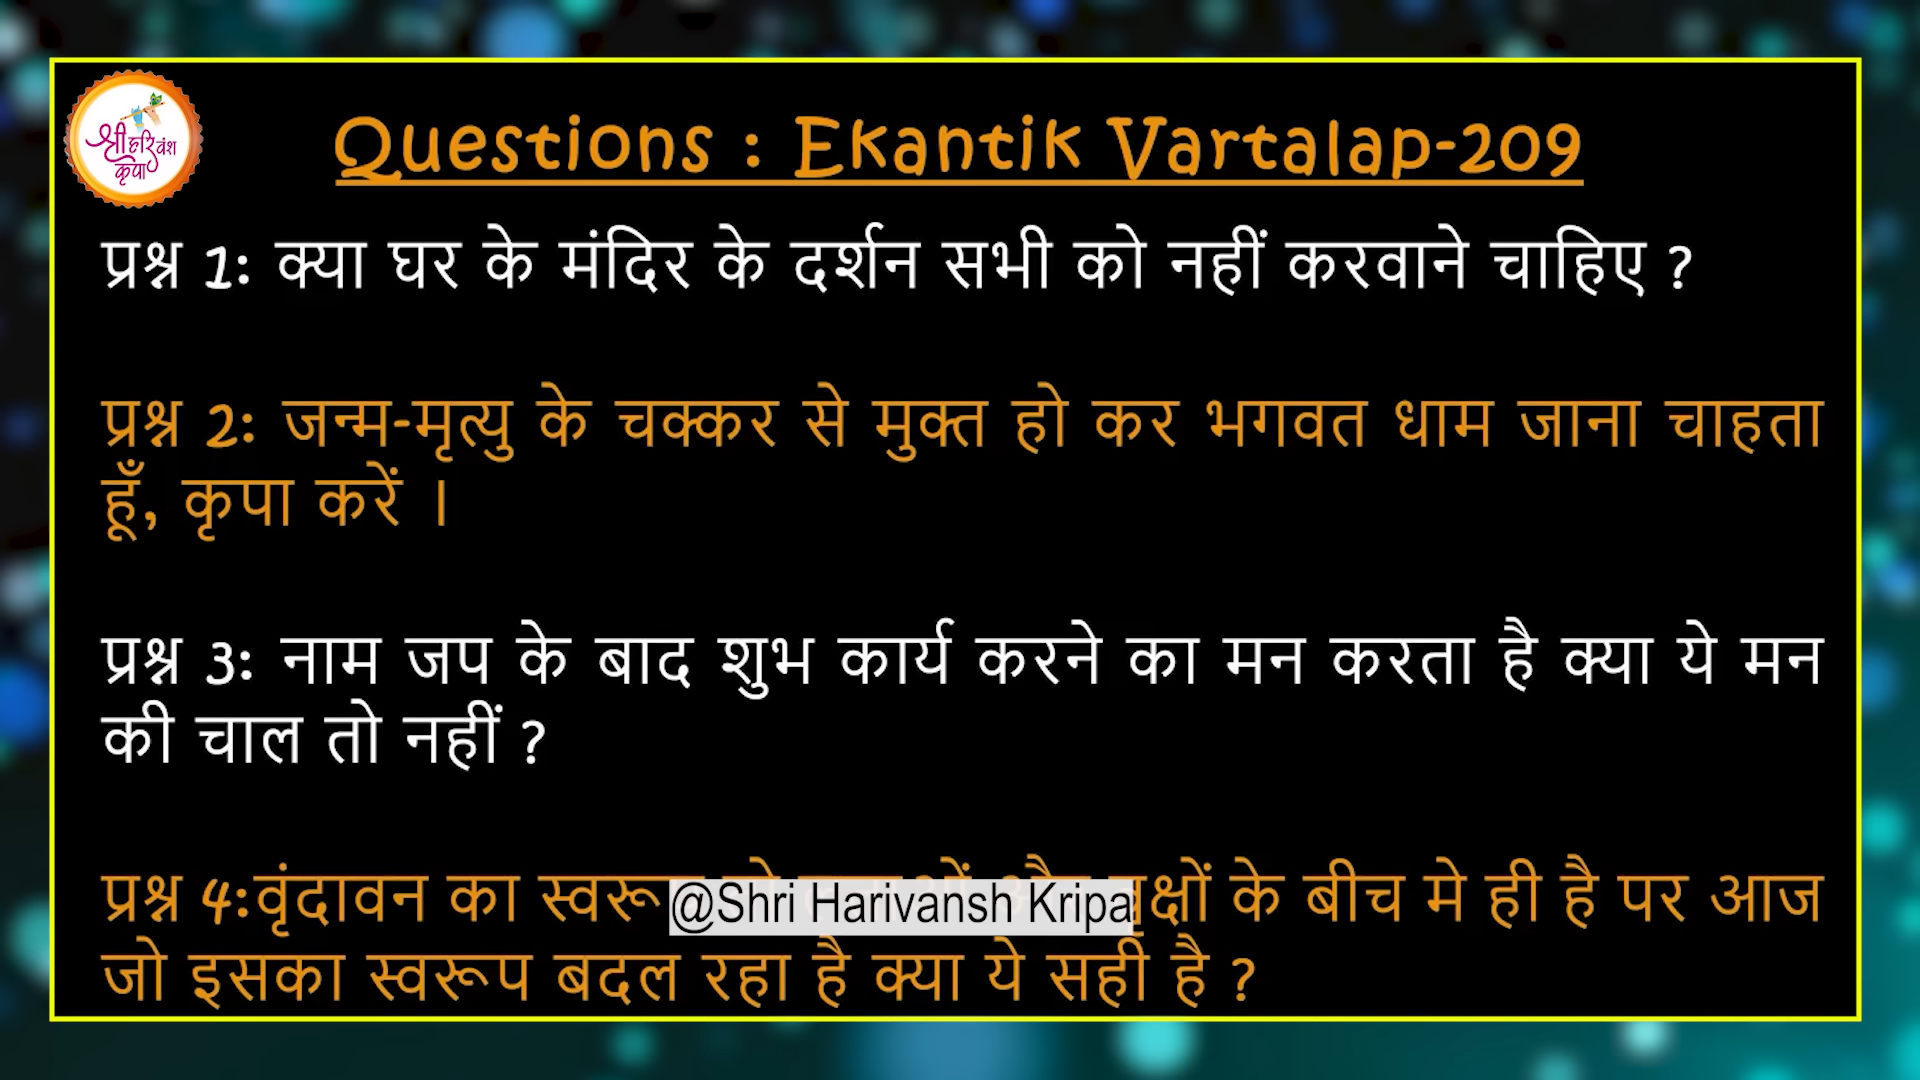 श्री हरिवंश कृपा
Questions : Ekantik Vartalap-209
प्रश्न 1: क्या घर के मंदिर के दर्शन सभी को नहीं करवाने चाहिए ?
प्रश्न 2: जन्म-मृत्यु के चक्कर से मुक्त हो कर भगवत धाम जाना चाहता
हूँ, कृपा करें ।
प्रश्न 3: नाम जप के बाद शुभ कार्य करने का मन करता है क्या ये मन
की चाल तो नहीं ?
प्रश्न 4:वृंदावन का के बीच मे ही है पर आज
@Shri Harivansh Kripa
जो इसका स्वरूप बदल रहा है क्या ये सही है ?